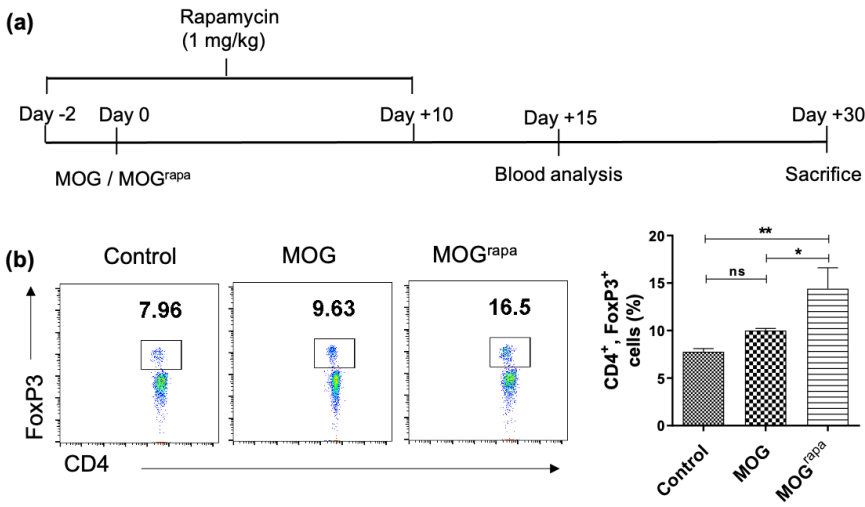 (a)
Rapamycin
(1 mg/kg)
Day -2 Day 0 Day +10 Day +15 Day +30
MOG / MOGrapa Blood analysis Sacrifice
(b)
Control MOG MOGrapa
7.96 9.63 16.5
FoxP3
CD4
CD4+, FoxP3+
cells (%)
20
15
10
5
0
**
*
ns
Control MOG MOGrapa